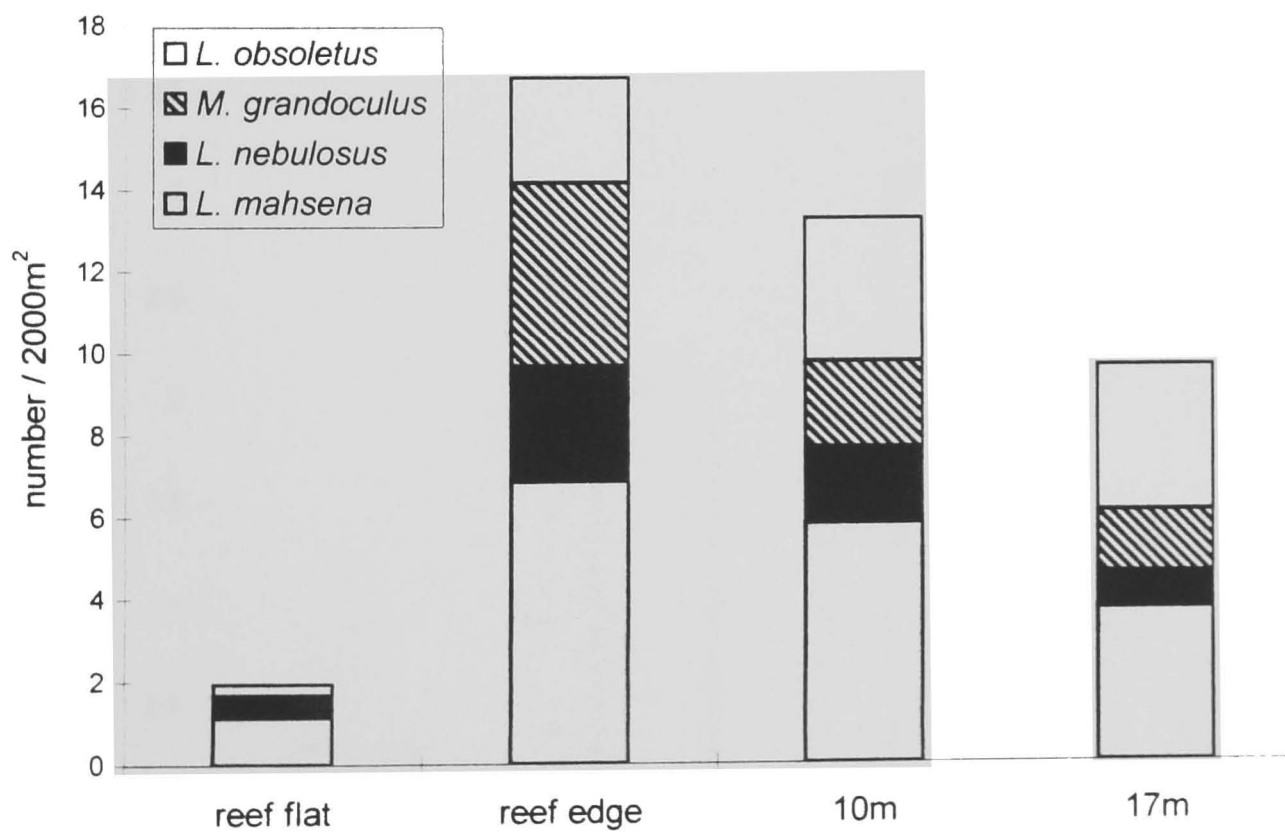 18
16
14
12
10
8
6
4
2
0
number / 2000m²
L. obsoletus
M. grandoculus
L. nebulosus
L. mahsena
reef flat
reef edge
10m
17m